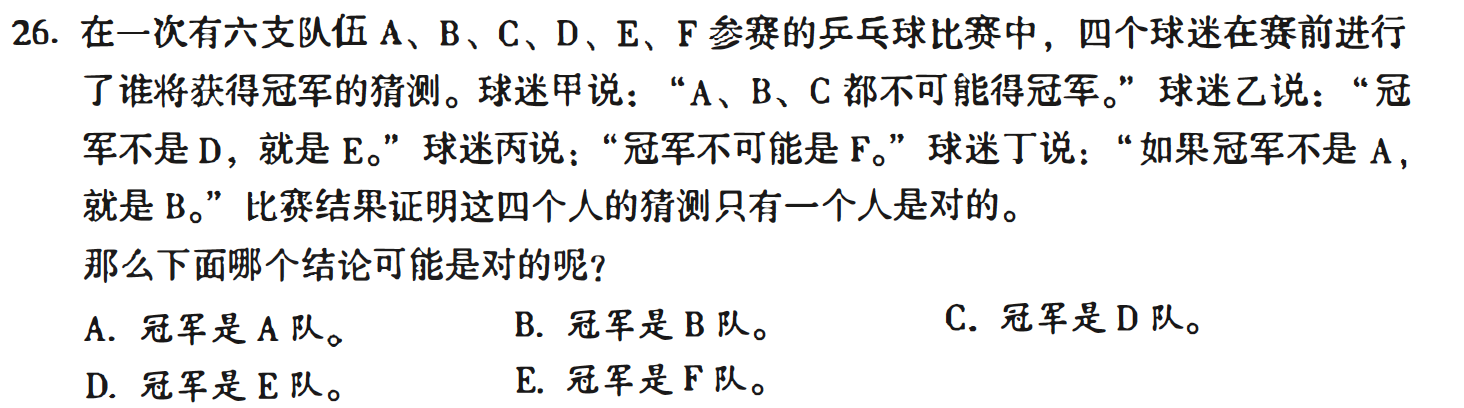 26. 在一次有六支队伍 A、B、C、D、E、F 参赛的乒乓球比赛中，四个球迷在赛前进行
了谁将获得冠军的猜测。球迷甲说：“A、B、C 都不可能得冠军。”球迷乙说：“冠
军不是 D，就是 E。”球迷丙说：“冠军不可能是 F。”球迷丁说：“如果冠军不是 A，
就是 B。”比赛结果证明这四个人的猜测只有一个人是对的。
那么下面哪个结论可能是对的呢?
A. 冠军是 A 队。 B. 冠军是 B 队。 C. 冠军是 D 队。
D. 冠军是 E 队。 E. 冠军是 F 队。